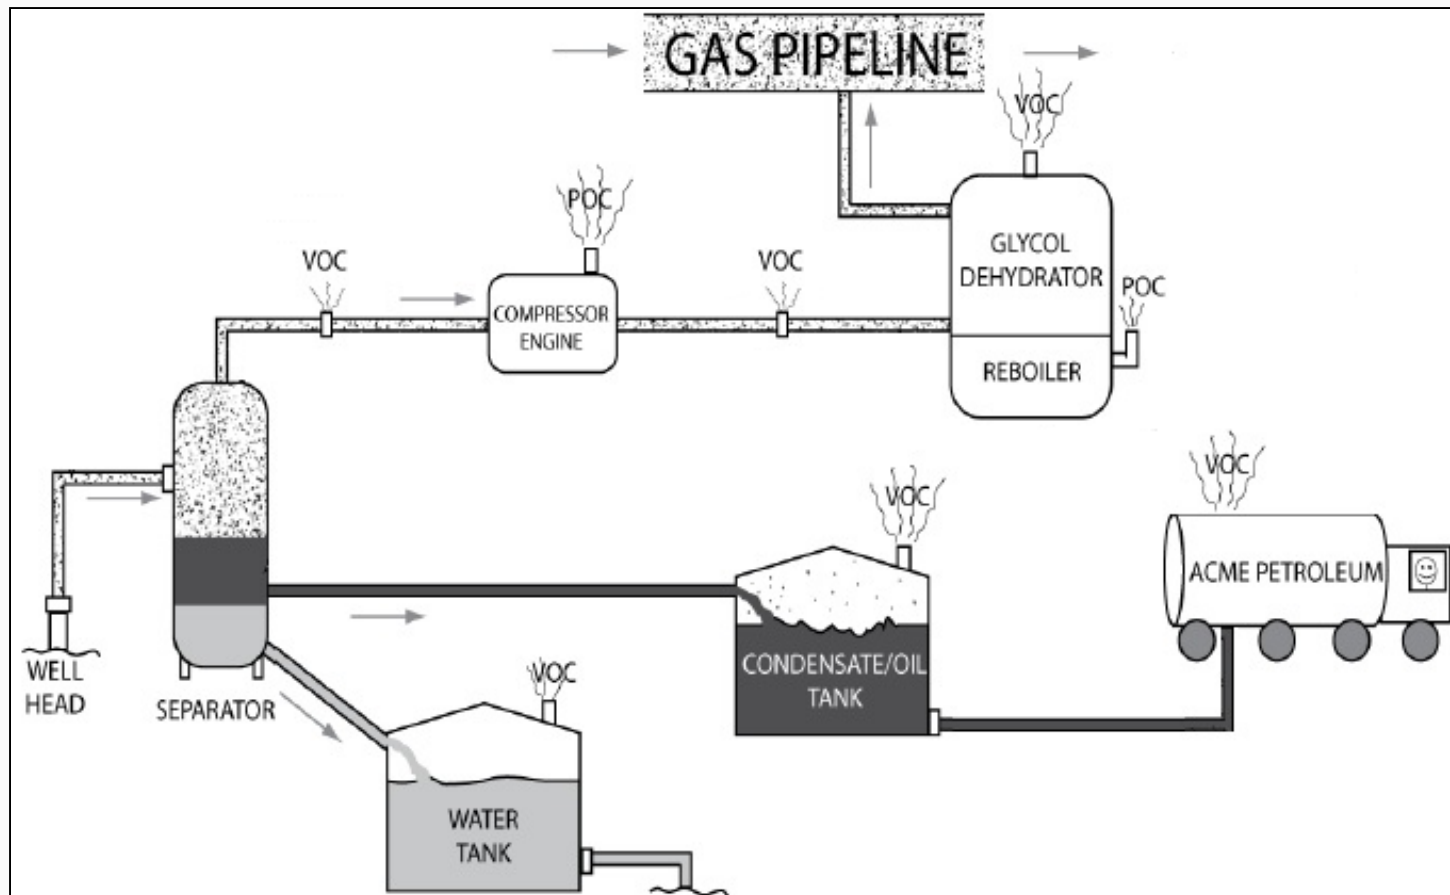 GAS PIPELINE
VOC
POC
GLYCOL
DEHYDRATOR
VOC
VOC
POC
COMPRESSOR
ENGINE
REBOILER
VOC
VOC
ACME PETROLEUM
WELL
HEAD
SEPARATOR
VOC
CONDENSATE/OIL
TANK
WATER
TANK